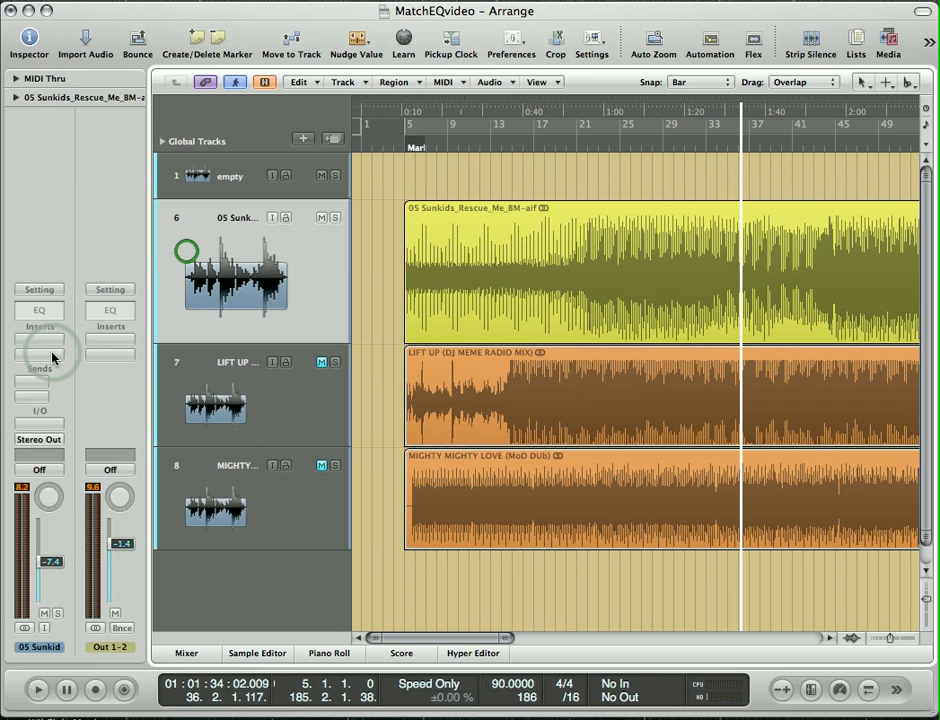 MatchEQvideo - Arrange
Inspector Import Audio Bounce Create/Delete Marker Move to Track Nudge Value Learn Pickup Clock Preferences Crop Settings Auto Zoom Automation Flex Strip Silence Lists Media
MIDI Thru
05 Sunkids_Rescue_Me_BM-a
Edit Track Region MIDI Audio View Snap: Bar Drag: Overlap
0:10 0:40 1:00 1:20 1:40 2:00
1 5 9 13 17 21 25 29 33 37 41 45 49
Global Tracks
Marl
1 empty I M S
6 05 Sunk... I M S
05 Sunkids_Rescue_Me_BM-aif
Setting Setting
EQ EQ
Inserts Inserts
7 LIFT UP ... I M S
LIFT UP (DJ MEME RADIO MIX)
Sends
I/O
Stereo Out
8 MIGHTY... I M S
MIGHTY MIGHTY LOVE (MoD DUb)
Off Off
8.2 9.6
-7.4 -1.4
M S M
I Bnce
05 Sunkid Out 1-2
Mixer Sample Editor Piano Roll Score Hyper Editor
01 : 01 : 34 : 02.009 5. 1. 1. 0 Speed Only 90.0000 4/4 No In CPU
36. 2. 1. 117. 185. 2. 1. 38. ±0.00 % 186 /16 No Out HD